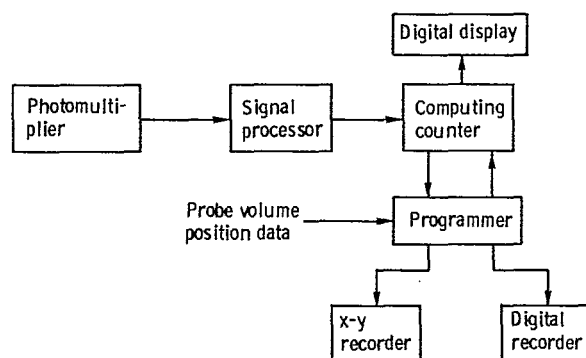 Digital display
Photomulti-
plier
Signal
processor
Computing
counter
Probe volume
position data
Programmer
x-y
recorder
Digital
recorder